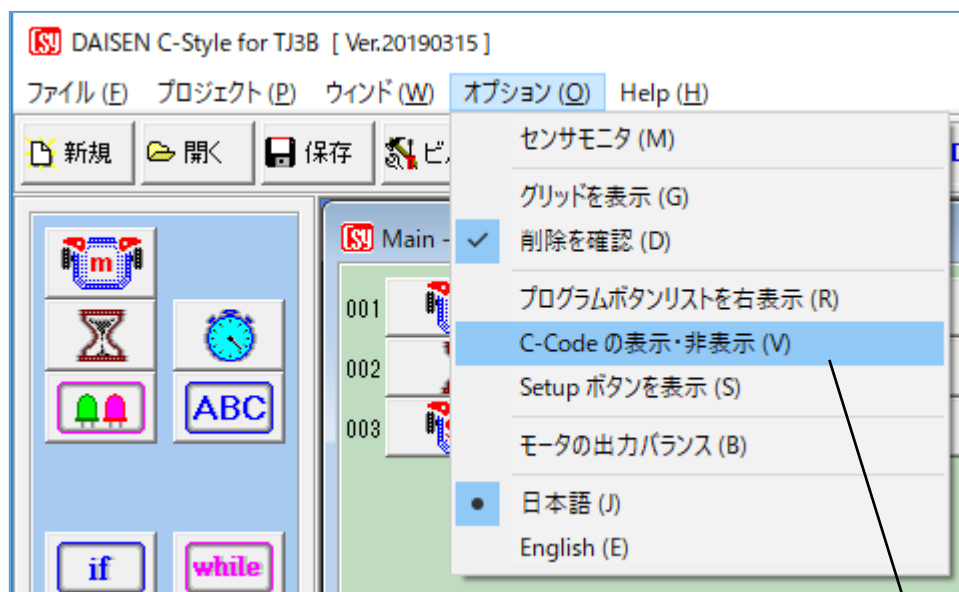 DAISEN C-Style for TJ3B [ Ver.20190315 ]
ファイル (F) プロジェクト (P) ウィンド (W) オプション (O) Help (H)
新規 開く 保存
センサモニタ (M)
グリッドを表示 (G)
削除を確認 (D)
プログラムボタンリストを右表示 (R)
C-Code の表示・非表示 (V)
Setup ボタンを表示 (S)
モータの出力バランス (B)
日本語 (J)
English (E)
m
ABC
if while
Main -
001
002
003